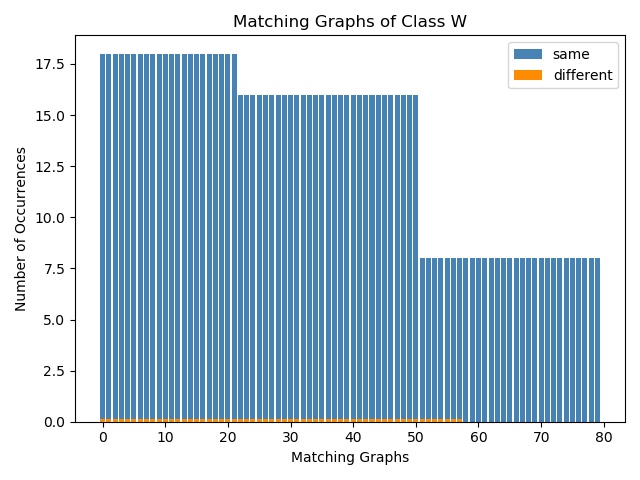 Matching Graphs of Class W
same
different
Number of Occurrences
17.5
15.0
12.5
10.0
7.5
5.0
2.5
0.0
0 10 20 30 40 50 60 70 80
Matching Graphs